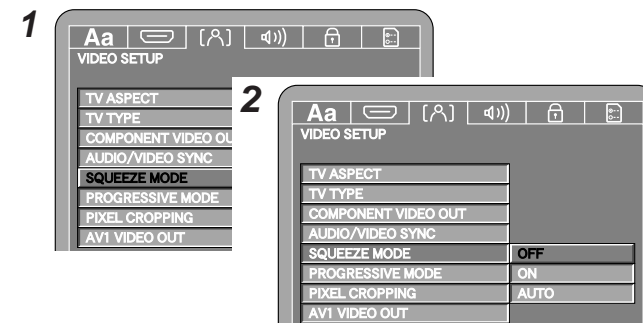 1
Aa
VIDEO SETUP
TV ASPECT
TV TYPE
COMPONENT VIDEO OU
AUDIO/VIDEO SYNC
SQUEEZE MODE
PROGRESSIVE MODE
PIXEL CROPPING
AV1 VIDEO OUT
2
Aa
VIDEO SETUP
TV ASPECT
TV TYPE
COMPONENT VIDEO OUT
AUDIO/VIDEO SYNC
SQUEEZE MODE OFF
PROGRESSIVE MODE ON
PIXEL CROPPING AUTO
AV1 VIDEO OUT